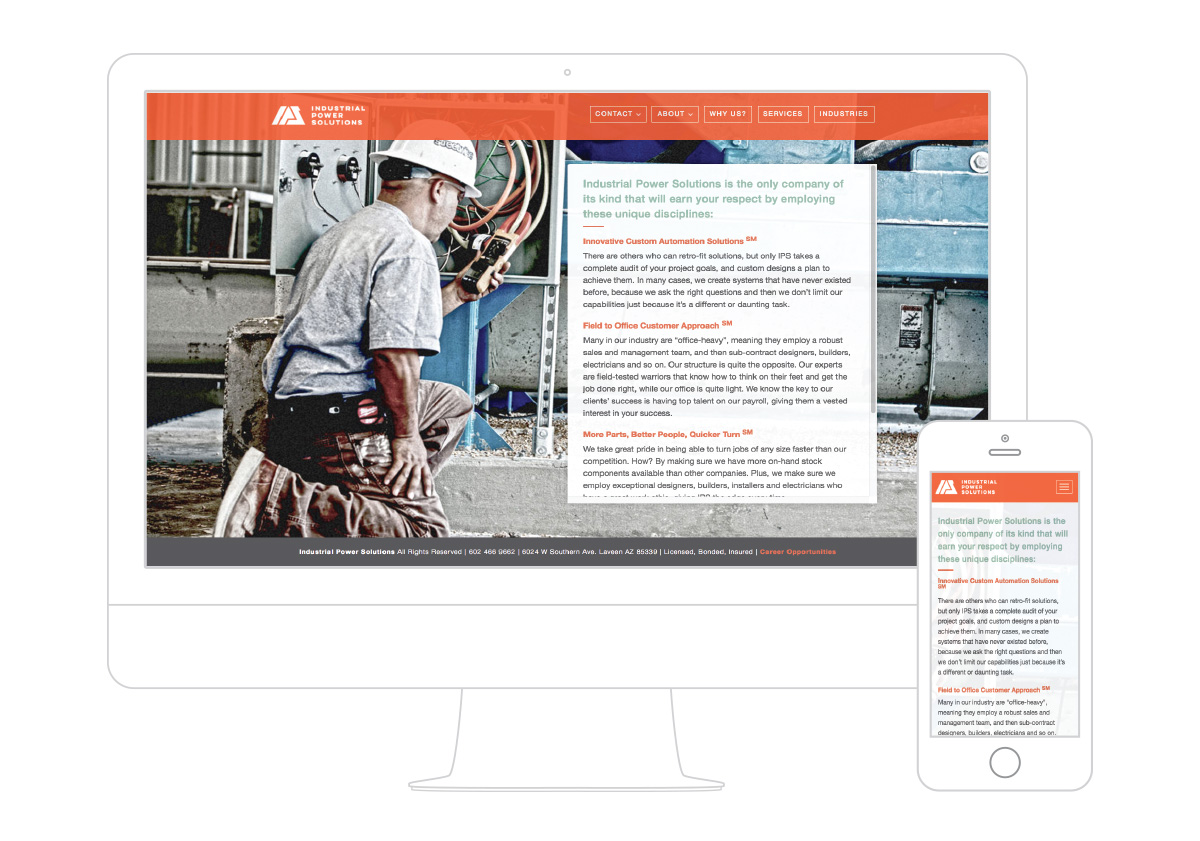 INDUSTRIAL
POWER
SOLUTIONS
CONTACT
ABOUT
WHY US?
SERVICES
INDUSTRIES
Industrial Power Solutions is the only company of
its kind that will earn your respect by employing
these unique disciplines:
Innovative Custom Automation Solutions SM
There are others who can retro-fit solutions, but only IPS takes a
complete audit of your project goals, and custom designs a plan to
achieve them. In many cases, we create systems that have never existed
before, because we ask the right questions and then we don't limit our
capabilities just because it's a different or daunting task.
Field to Office Customer Approach SM
Many in our industry are “office-heavy”, meaning they employ a robust
sales and management team, and then sub-contract designers, builders,
electricians and so on. Our structure is quite the opposite. Our experts
are field-tested warriors that know how to think on their feet and get the
job done right, while our office is quite light. We know the key to our
clients' success is having top talent on our payroll, giving them a vested
interest in your success.
More Parts, Better People, Quicker Turn SM
We take great pride in being able to turn jobs of any size faster than our
competition. How? By making sure we have more on-hand stock
components available than other companies. Plus, we make sure we
employ exceptional designers, builders, installers and electricians who
Industrial Power Solutions All Rights Reserved | 602 466 9662 | 6024 W Southern Ave. Laveen AZ 85339 | Licensed, Bonded, Insured | Career Opportunities
INDUSTRIAL
POWER
SOLUTIONS
Industrial Power Solutions is the
only company of its kind that will
earn your respect by employing
these unique disciplines:
Innovative Custom Automation Solutions
SM
There are others who can retro-fit solutions,
but only IPS takes a complete audit of your
project goals, and custom designs a plan to
achieve them. In many cases, we create
systems that have never existed before,
because we ask the right questions and then
we don't limit our capabilities just because it's
a different or daunting task.
Field to Office Customer Approach SM
Many in our industry are “office-heavy”,
meaning they employ a robust sales and
management team, and then sub-contract
designers, builders, electricians and so on.